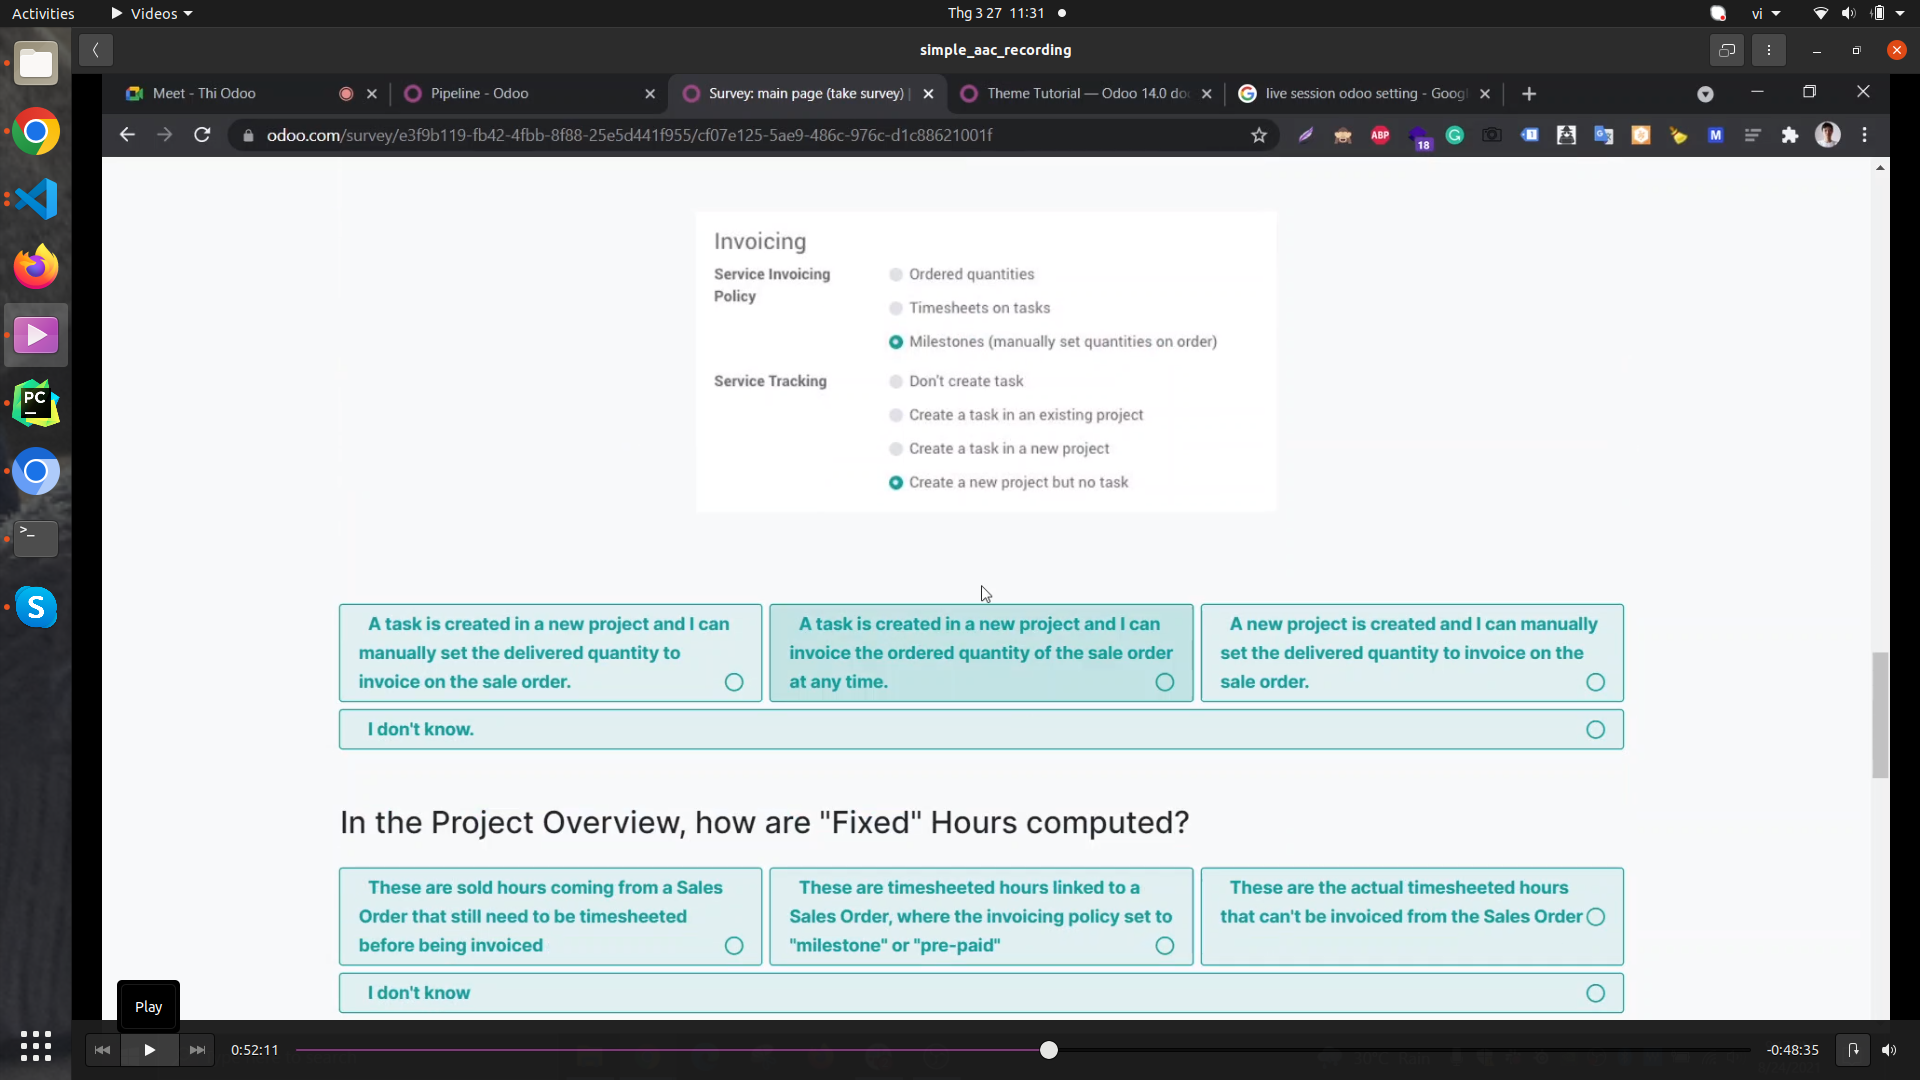 Activities
Videos
Thg 3 27 11:31
vi
simple_aac_recording
Meet - Thi Odoo
Pipeline - Odoo
Survey: main page (take survey) |
Theme Tutorial — Odoo 14.0 do
live session odoo setting - Googl
odoo.com/survey/e3f9b119-fb42-4fbb-8f88-25e5d441f955/cf07e125-5ae9-486c-976c-d1c88621001f
ABP
18
M
Invoicing
Service Invoicing Policy
Ordered quantities
Timesheets on tasks
Milestones (manually set quantities on order)
Service Tracking
Don't create task
Create a task in an existing project
Create a task in a new project
Create a new project but no task
A task is created in a new project and I can
manually set the delivered quantity to
invoice on the sale order.
A task is created in a new project and I can
invoice the ordered quantity of the sale order
at any time.
A new project is created and I can manually
set the delivered quantity to invoice on the
sale order.
I don't know.
In the Project Overview, how are "Fixed" Hours computed?
These are sold hours coming from a Sales
Order that still need to be timesheeted
before being invoiced
These are timesheeted hours linked to a
Sales Order, where the invoicing policy set to
"milestone" or "pre-paid"
These are the actual timesheeted hours
that can't be invoiced from the Sales Order
I don't know
PC
S
Play
0:52:11
-0:48:35